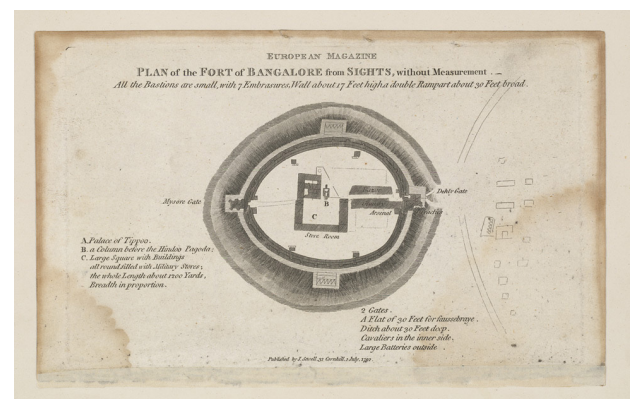 EUROPEAN MAGAZINE
PLAN of the FORT of BANGALORE from SIGHTS, without Measurement.
All the Bastions are small, with 7 Embrasures, Wall about 17 Feet high a double Rampart about 30 Feet broad.
Mysore Gate
Dehly Gate
B
Arsenal
C
Store Room
A. Palace of Tippoo.
B. a Column before the Hindoo Pagoda;
C. Large Square with Buildings
all round filled with Military Stores;
the whole Length about 1200 Yards,
Breadth in proportion.
2 Gates.
A Flat of 30 Feet for faussebraye.
Ditch about 30 Feet deep.
Cavaliers in the inner side.
Large Batteries outside
Published by I. Sewell, 32 Cornhill, 1 July, 1791.